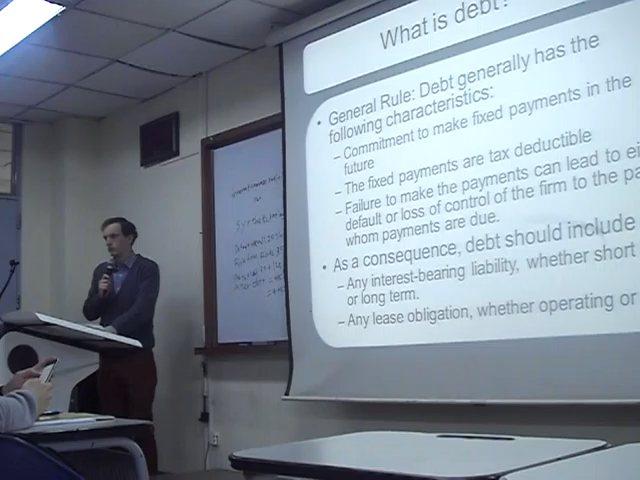 What is debt?
• General Rule: Debt generally has the
following characteristics:
– Commitment to make fixed payments in the
future
– The fixed payments are tax deductible
– Failure to make the payments can lead to ei
default or loss of control of the firm to the pa
whom payments are due.
• As a consequence, debt should include
– Any interest-bearing liability, whether short
or long term.
– Any lease obligation, whether operating or